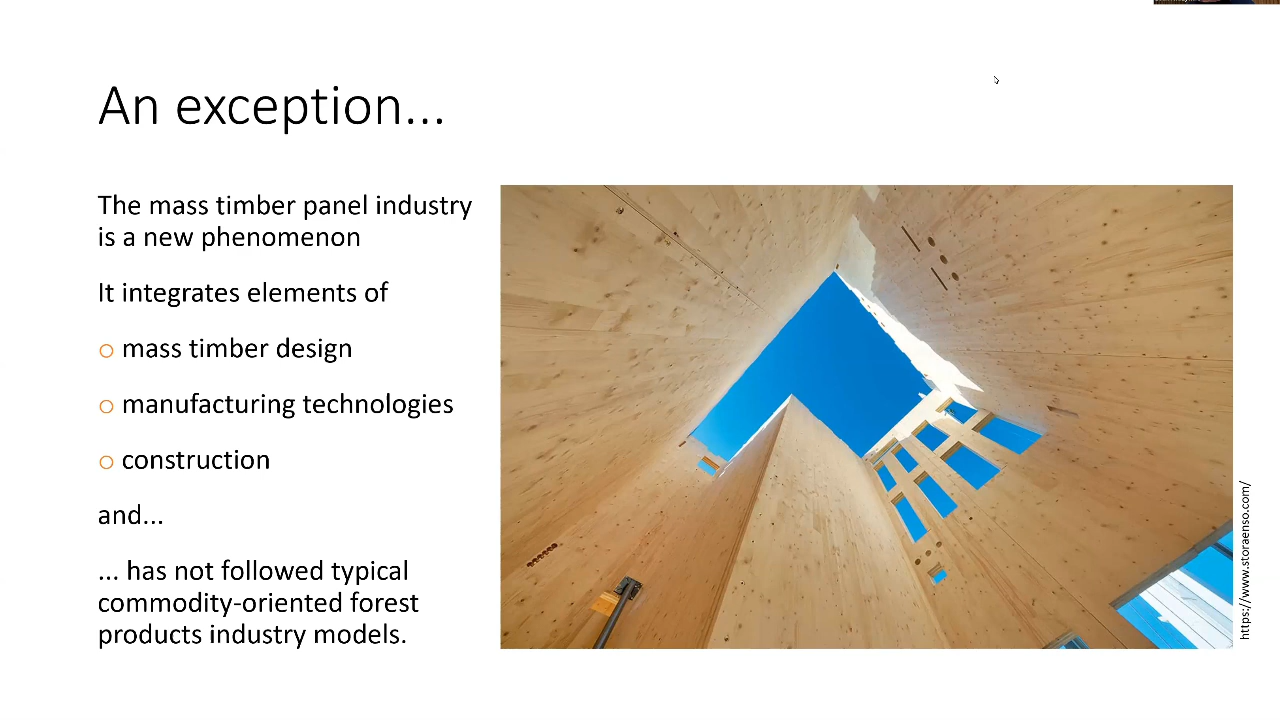 An exception...
The mass timber panel industry
is a new phenomenon
It integrates elements of
○ mass timber design
○ manufacturing technologies
○ construction
and...
... has not followed typical
commodity-oriented forest
products industry models.
https://www.storaenso.com/